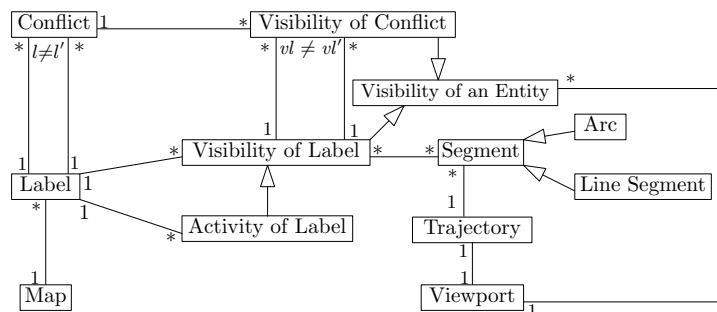 Conflict 1 * Visibility of Conflict
* l≠l′ * * vl ≠ vl′ *
Visibility of an Entity *
Arc
1 1 1 1
* Visibility of Label * * Segment
Label 1
Line Segment
* 1 * Activity of Label * 1
Trajectory
1
1 1
Map Viewport 1